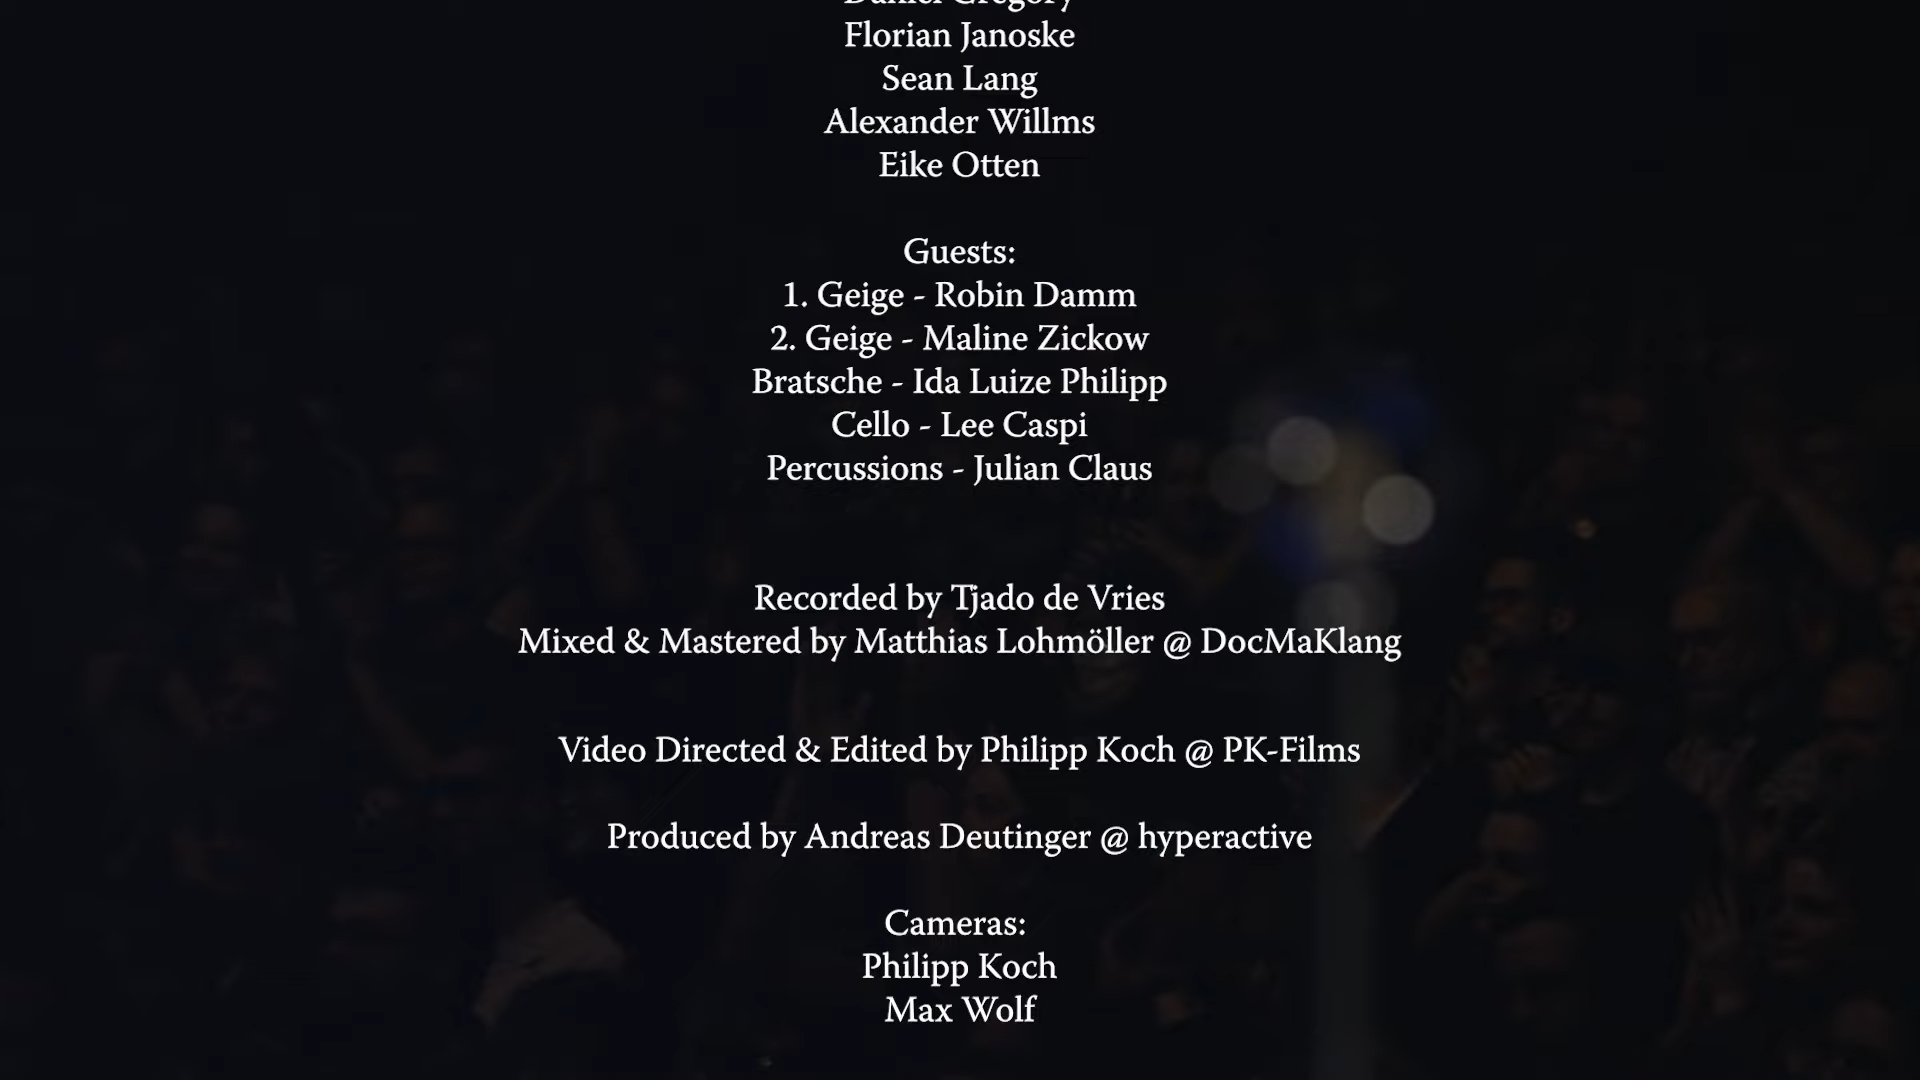 Daniel Gregory
Florian Janoske
Sean Lang
Alexander Willms
Eike Otten
Guests:
1. Geige - Robin Damm
2. Geige - Maline Zickow
Bratsche - Ida Luize Philipp
Cello - Lee Caspi
Percussions - Julian Claus
Recorded by Tjado de Vries
Mixed & Mastered by Matthias Lohmöller @ DocMaKlang
Video Directed & Edited by Philipp Koch @ PK-Films
Produced by Andreas Deutinger @ hyperactive
Cameras:
Philipp Koch
Max Wolf